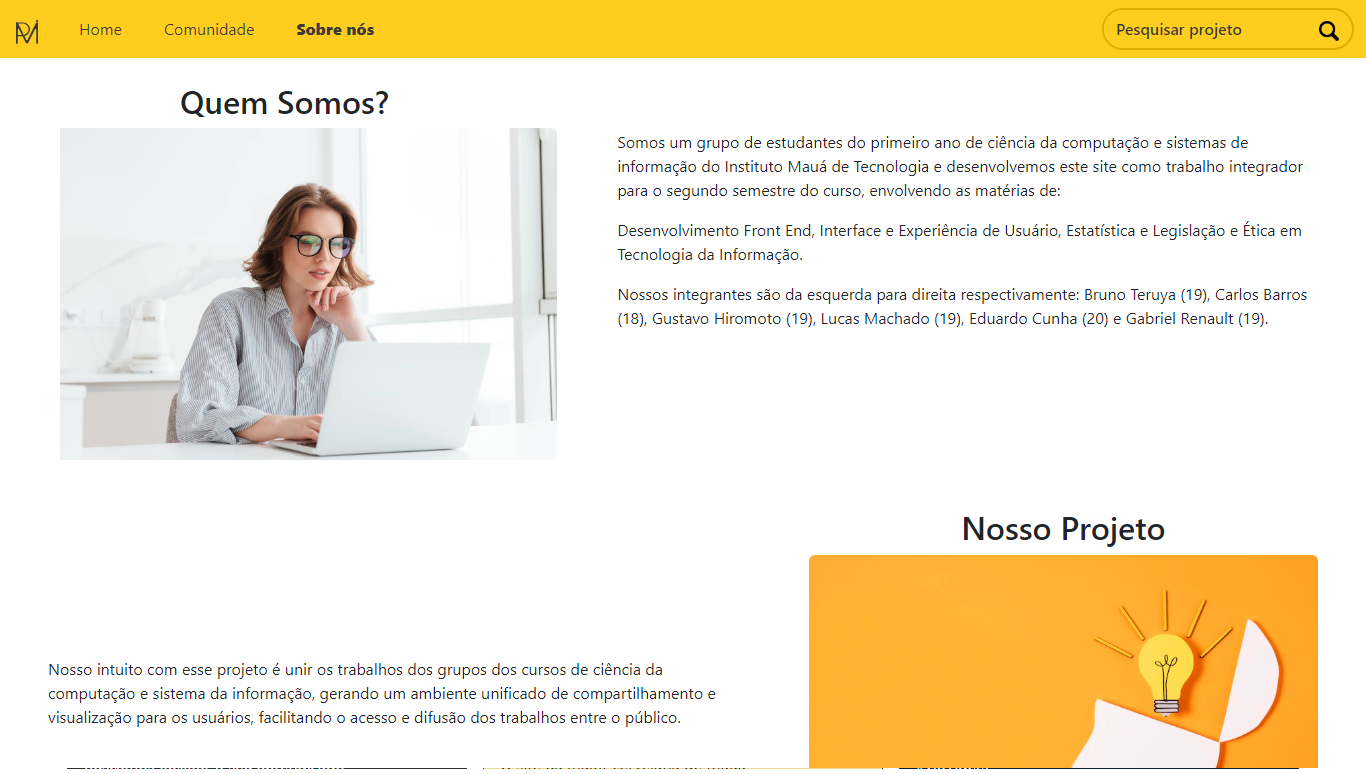 Home
Comunidade
Sobre nós
Pesquisar projeto
Quem Somos?
Somos um grupo de estudantes do primeiro ano de ciência da computação e sistemas de
informação do Instituto Mauá de Tecnologia e desenvolvemos este site como trabalho integrador
para o segundo semestre do curso, envolvendo as matérias de:
Desenvolvimento Front End, Interface e Experiência de Usuário, Estatística e Legislação e Ética em
Tecnologia da Informação.
Nossos integrantes são da esquerda para direita respectivamente: Bruno Teruya (19), Carlos Barros
(18), Gustavo Hiromoto (19), Lucas Machado (19), Eduardo Cunha (20) e Gabriel Renault (19).
Nosso Projeto
Nosso intuito com esse projeto é unir os trabalhos dos grupos dos cursos de ciência da
computação e sistema da informação, gerando um ambiente unificado de compartilhamento e
visualização para os usuários, facilitando o acesso e difusão dos trabalhos entre o público.